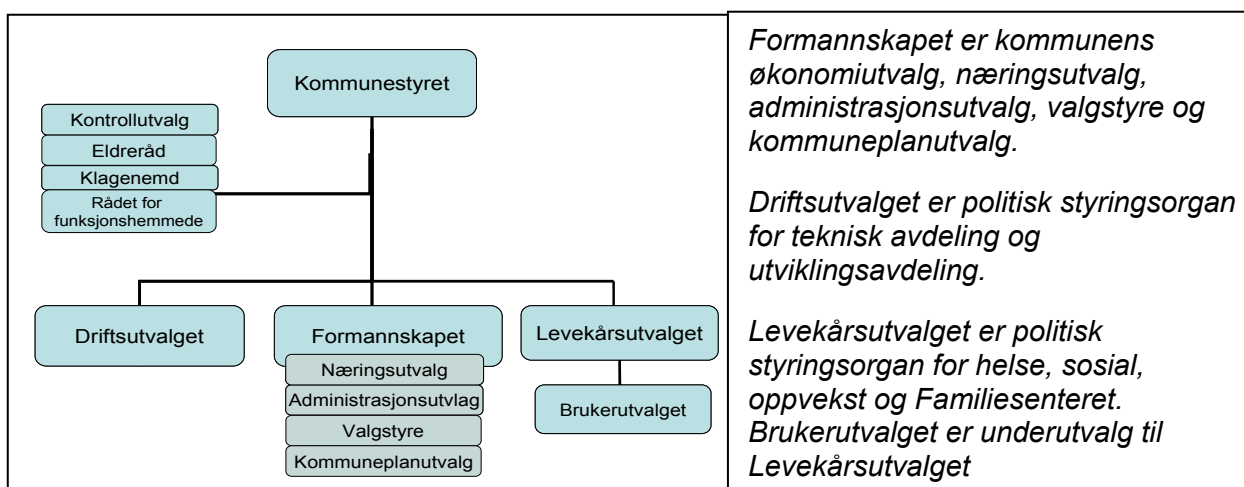 Kommunestyret
Kontrollutvalg
Eldreråd
Klagenemd
Rådet for
funksjonshemmede
Driftsutvalget
Formannskapet
Næringsutvalg
Administrasjonsutvlag
Valgstyre
Kommuneplanutvalg
Levekårsutvalget
Brukerutvalget
Formannskapet er kommunens
økonomiutvalg, næringsutvalg,
administrasjonsutvalg, valgstyre og
kommuneplanutvalg.
Driftsutvalget er politisk styringsorgan
for teknisk avdeling og
utviklingsavdeling.
Levekårsutvalget er politisk
styringsorgan for helse, sosial,
oppvekst og Familiesenteret.
Brukerutvalget er underutvalg til
Levekårsutvalget